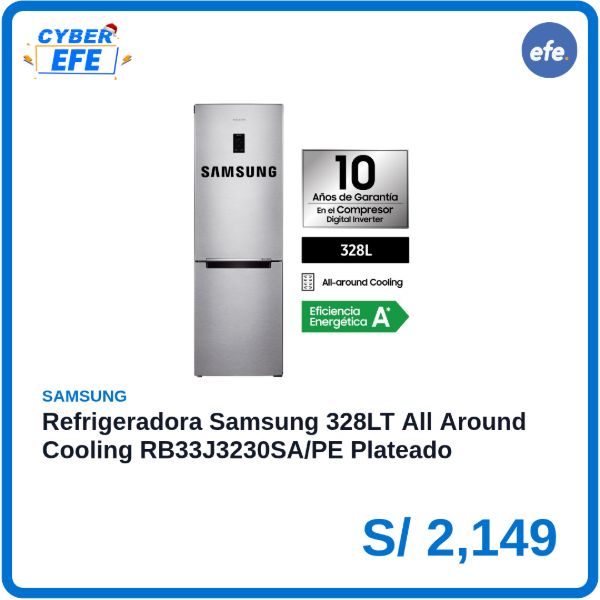 CYBER
EFE
efe.
SAMSUNG
10
Años de Garantía
En el Compresor
Digital Inverter
328L
All-around Cooling
Eficiencia
Energética A*
SAMSUNG
Refrigeradora Samsung 328LT All Around
Cooling RB33J3230SA/PE Plateado
S/ 2,149